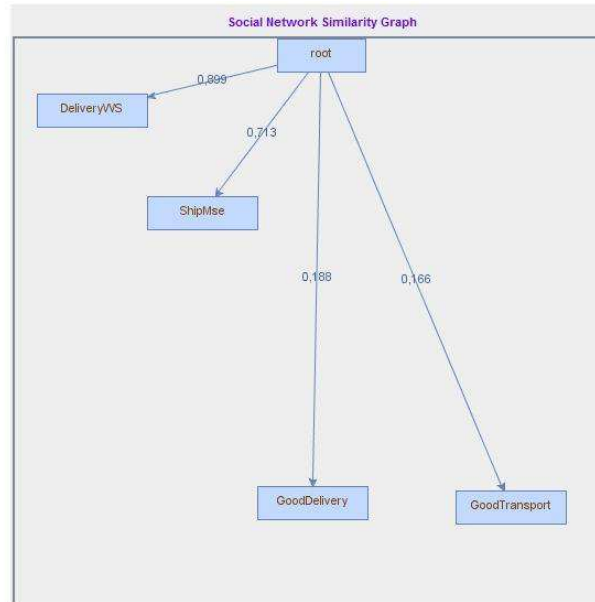 Social Network Similarity Graph
root
0,899
DeliveryWS
0,713
ShipMse
0,188
0,166
GoodDelivery
GoodTransport